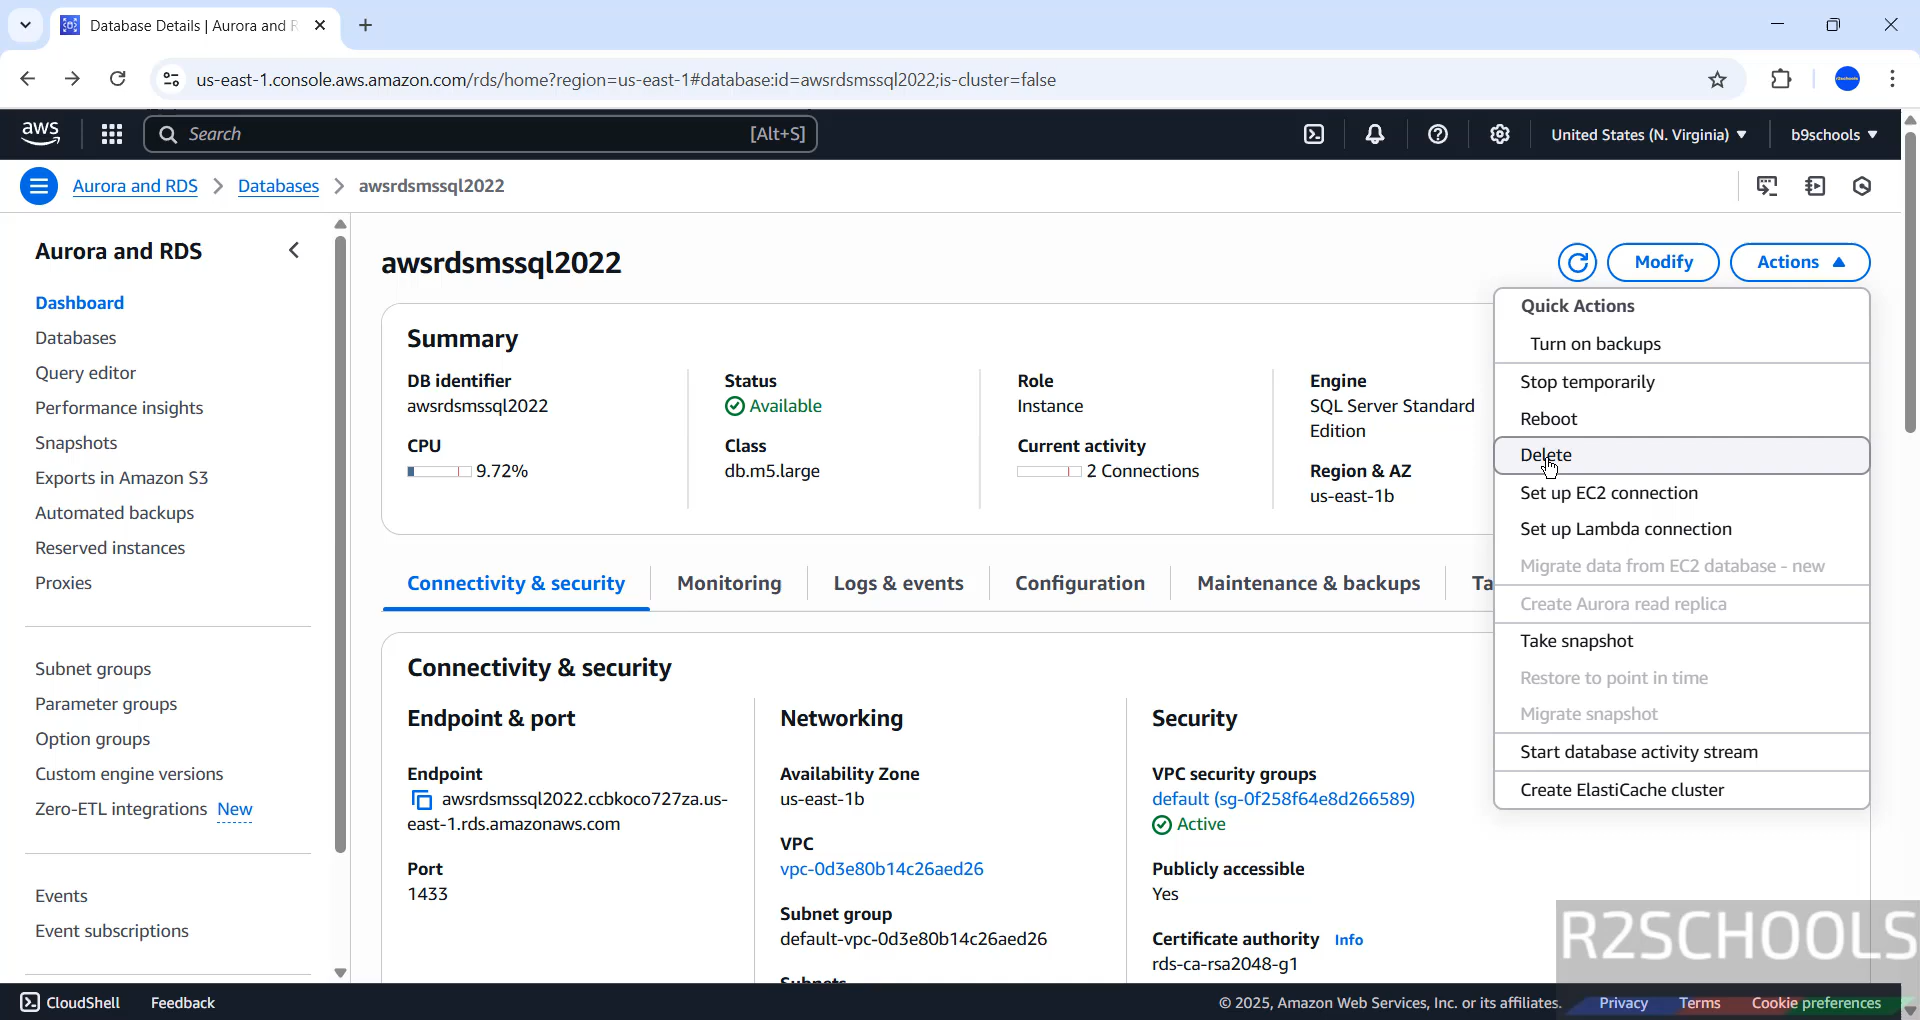 Database Details | Aurora and R
us-east-1.console.aws.amazon.com/rds/home?region=us-east-1#database:id=awsrdsmssql2022;is-cluster=false
aws
Search
[Alt+S]
United States (N. Virginia)
b9schools
Aurora and RDS
Databases
awsrdsmssql2022
Aurora and RDS
Dashboard
Databases
Query editor
Performance insights
Snapshots
Exports in Amazon S3
Automated backups
Reserved instances
Proxies
Subnet groups
Parameter groups
Option groups
Custom engine versions
Zero-ETL integrations New
Events
Event subscriptions
awsrdsmssql2022
Modify
Actions
Summary
DB identifier
awsrdsmssql2022
CPU
9.72%
Status
Available
Class
db.m5.large
Role
Instance
Current activity
2 Connections
Engine
SQL Server Standard
Edition
Region & AZ
us-east-1b
Quick Actions
Turn on backups
Stop temporarily
Reboot
Delete
Set up EC2 connection
Set up Lambda connection
Migrate data from EC2 database - new
Create Aurora read replica
Take snapshot
Restore to point in time
Migrate snapshot
Start database activity stream
Create ElastiCache cluster
Connectivity & security
Monitoring
Logs & events
Configuration
Maintenance & backups
Ta
Connectivity & security
Endpoint & port
Endpoint
awsrdsmssql2022.ccbkoco727za.us-
east-1.rds.amazonaws.com
Port
1433
Networking
Availability Zone
us-east-1b
VPC
vpc-0d3e80b14c26aed26
Subnet group
default-vpc-0d3e80b14c26aed26
Subnets
Security
VPC security groups
default (sg-0f258f64e8d266589)
Active
Publicly accessible
Yes
Certificate authority Info
rds-ca-rsa2048-g1
R2SCHOOLS
CloudShell
Feedback
© 2025, Amazon Web Services, Inc. or its affiliates.
Privacy
Terms
Cookie preferences